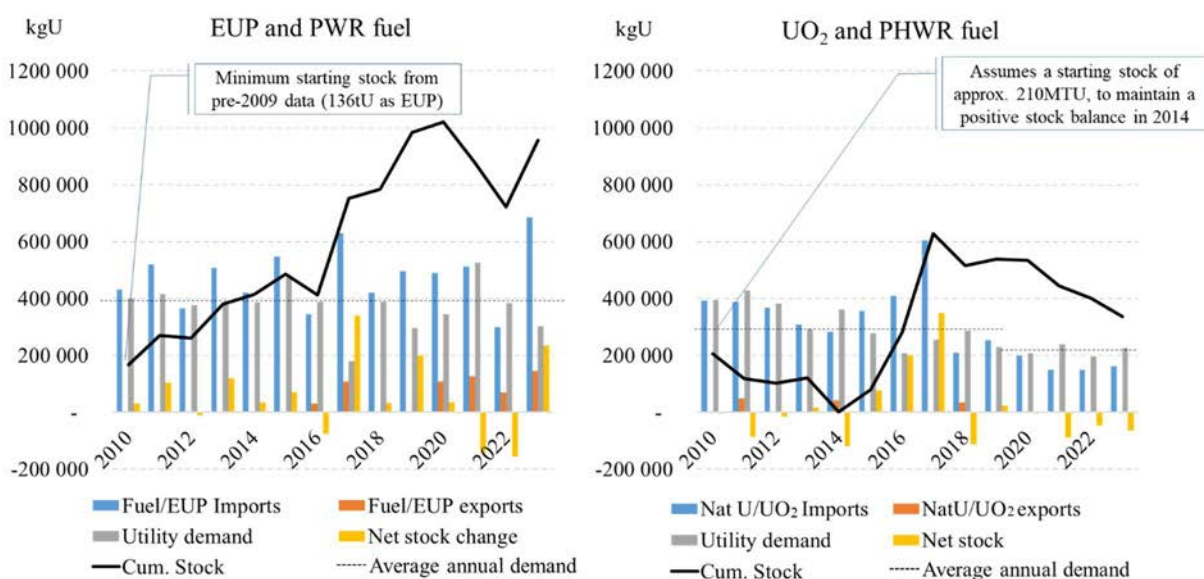 kgU
EUP and PWR fuel
1200 000
1000 000
800 000
600 000
400 000
200 000
-
-200 000
Minimum starting stock from
pre-2009 data (136tU as EUP)
2010
2012
2014
2016
2018
2020
2022
Fuel/EUP Imports
Fuel/EUP exports
Utility demand
Net stock change
Cum. Stock
Average annual demand
kgU
UO₂ and PHWR fuel
1200 000
1000 000
800 000
600 000
400 000
200 000
-
-200 000
Assumes a starting stock of
approx. 210MTU, to maintain a
positive stock balance in 2014
2010
2012
2014
2016
2018
2020
2022
Nat U/UO₂ Imports
NatU/UO₂ exports
Utility demand
Net stock
Cum. Stock
Average annual demand